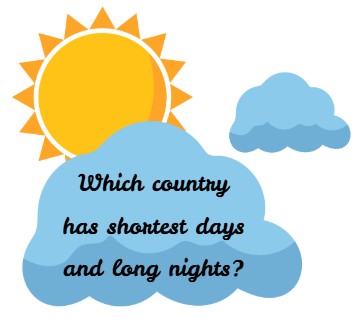 Which country
has shortest days
and long nights?